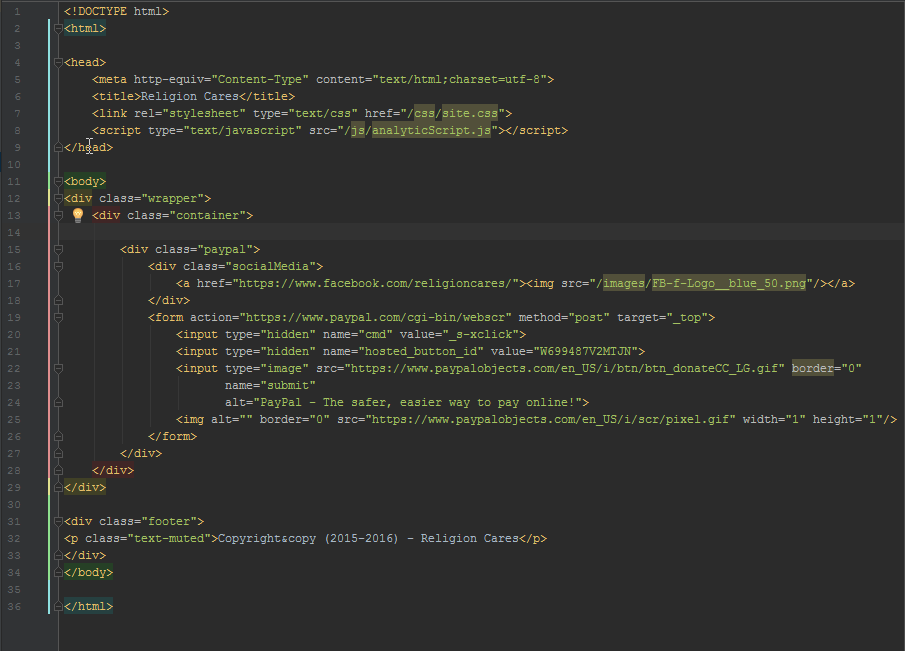 1 <!DOCTYPE html>
2 <html>
3
4 <head>
5     <meta http-equiv="Content-Type" content="text/html;charset=utf-8">
6     <title>Religion Cares</title>
7     <link rel="stylesheet" type="text/css" href="/css/site.css">
8     <script type="text/javascript" src="/js/analyticScript.js"></script>
9 </head>
10
11 <body>
12 <div class="wrapper">
13     <div class="container">
14
15         <div class="paypal">
16             <div class="socialMedia">
17                 <a href="https://www.facebook.com/religioncares/"><img src="/images/FB-f-Logo__blue_50.png"/></a>
18             </div>
19             <form action="https://www.paypal.com/cgi-bin/webscr" method="post" target="_top">
20                 <input type="hidden" name="cmd" value="_s-xclick">
21                 <input type="hidden" name="hosted_button_id" value="W699487V2MTJN">
22                 <input type="image" src="https://www.paypalobjects.com/en_US/i/btn/btn_donateCC_LG.gif" border="0"
23                        name="submit"
24                        alt="PayPal - The safer, easier way to pay online!">
25                 <img alt="" border="0" src="https://www.paypalobjects.com/en_US/i/scr/pixel.gif" width="1" height="1"/>
26             </form>
27         </div>
28     </div>
29 </div>
30
31 <div class="footer">
32 <p class="text-muted">Copyright&copy (2015-2016) - Religion Cares</p>
33 </div>
34 </body>
35
36 </html>